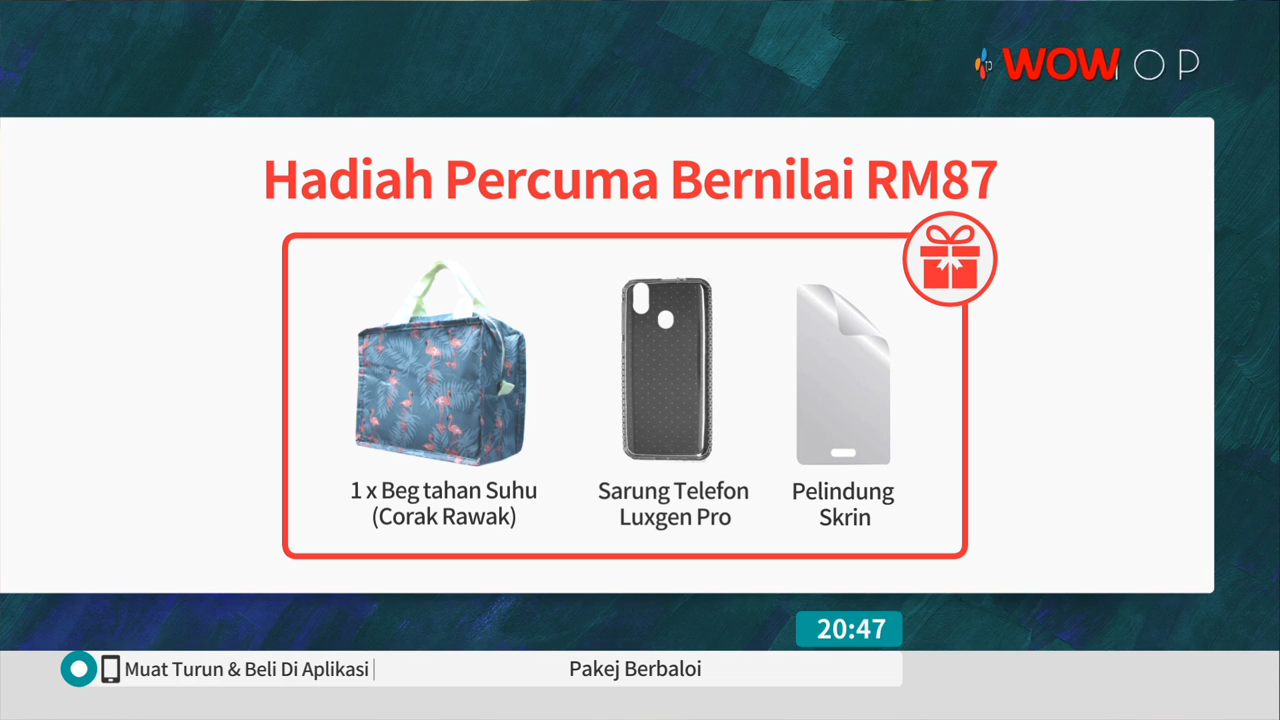 WOW O P
Hadiah Percuma Bernilai RM87
1 x Beg tahan Suhu
(Corak Rawak)
Sarung Telefon
Luxgen Pro
Pelindung
Skrin
20:47
Muat Turun & Beli Di Aplikasi
Pakej Berbaloi